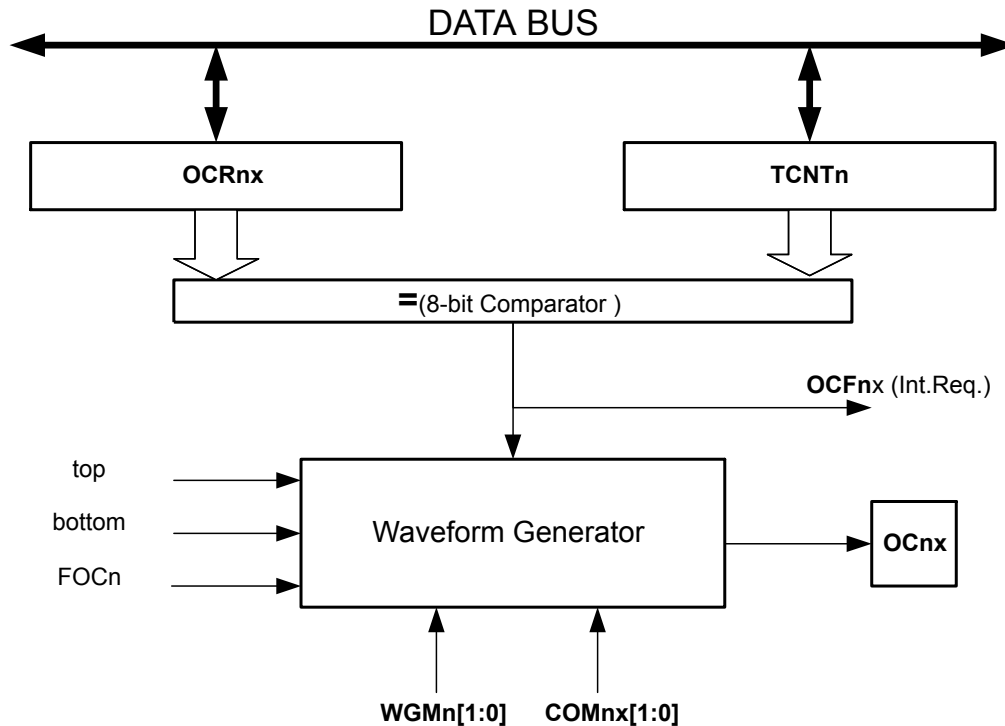 DATA BUS
OCRnx
TCNTn
=(8-bit Comparator )
OCFnx (Int.Req.)
top
bottom
FOCn
Waveform Generator
OCnx
WGMn[1:0]
COMnx[1:0]